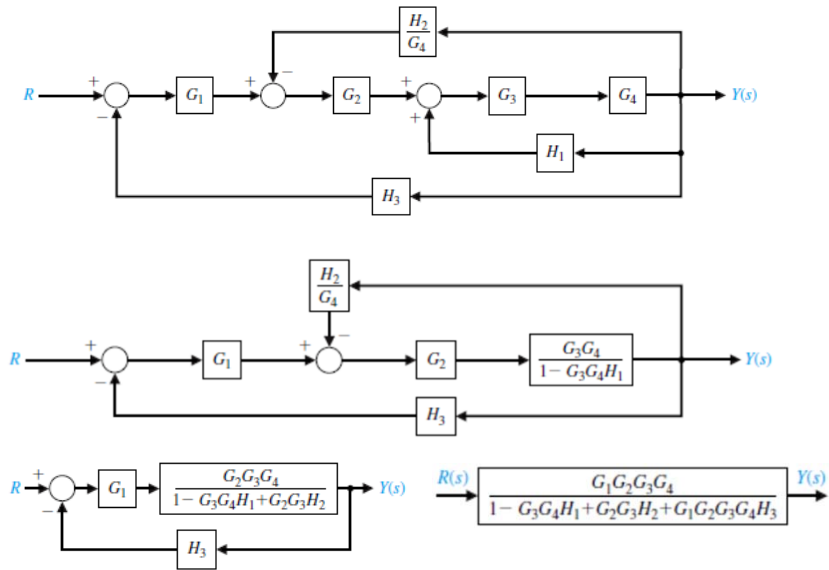 H₂
G₄
R + − G₁ + − G₂ + + G₃ G₄ Y(s)
H₁
H₃
H₂
G₄
R + − G₁ + − G₂ G₃G₄ Y(s)
1− G₃G₄H₁
H₃
R + − G₁ G₂G₃G₄ Y(s)
1− G₃G₄H₁+G₂G₃H₂
H₃
R(s) G₁G₂G₃G₄ Y(s)
1− G₃G₄H₁+G₂G₃H₂+G₁G₂G₃G₄H₃